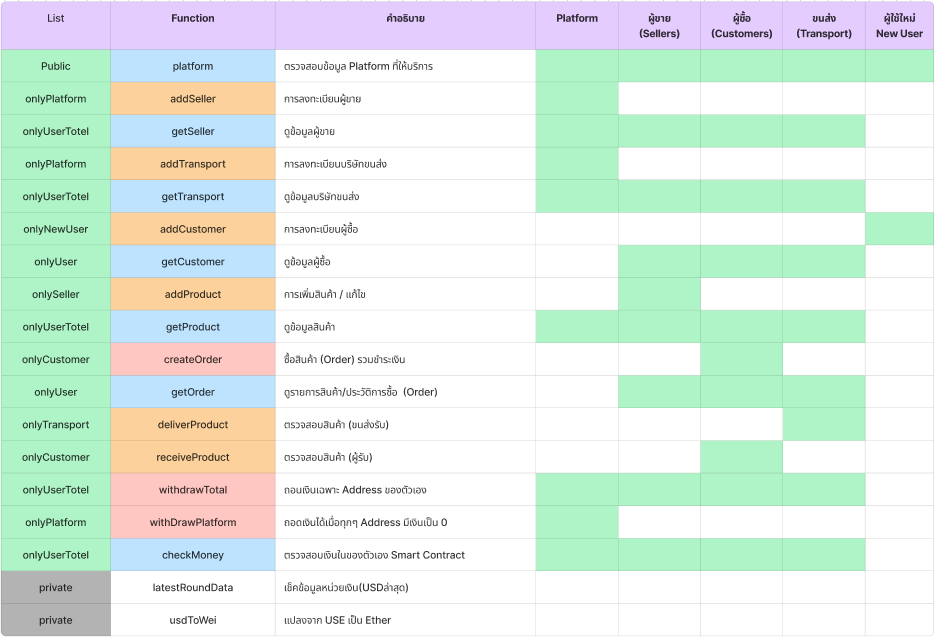 List Function คำอธิบาย Platform ผู้ขาย (Sellers) ผู้ซื้อ (Customers) ขนส่ง (Transport) ผู้ใช้ใหม่ New User
Public platform ตรวจสอบข้อมูล Platform ที่ให้บริการ
onlyPlatform addSeller การลงทะเบียนผู้ขาย
onlyUserTotel getSeller ดูข้อมูลผู้ขาย
onlyPlatform addTransport การลงทะเบียนบริษัทขนส่ง
onlyUserTotel getTransport ดูข้อมูลบริษัทขนส่ง
onlyNewUser addCustomer การลงทะเบียนผู้ซื้อ
onlyUser getCustomer ดูข้อมูลผู้ซื้อ
onlySeller addProduct การเพิ่มสินค้า / แก้ไข
onlyUserTotel getProduct ดูข้อมูลสินค้า
onlyCustomer createOrder ซื้อสินค้า (Order) รวมชำระเงิน
onlyUser getOrder ดูรายการสินค้า/ประวัติการซื้อ (Order)
onlyTransport deliverProduct ตรวจสอบสินค้า (ขนส่งรับ)
onlyCustomer receiveProduct ตรวจสอบสินค้า (ผู้รับ)
onlyUserTotel withdrawTotal ถอนเงินเฉพาะ Address ของตัวเอง
onlyPlatform withDrawPlatform ถอดเงินได้เมื่อทุกๆ Address มีเงินเป็น 0
onlyUserTotel checkMoney ตรวจสอบเงินในของตัวเอง Smart Contract
private latestRoundData เช็คข้อมูลหน่วยเงิน(USDล่าสุด)
private usdToWei แปลงจาก USE เป็น Ether